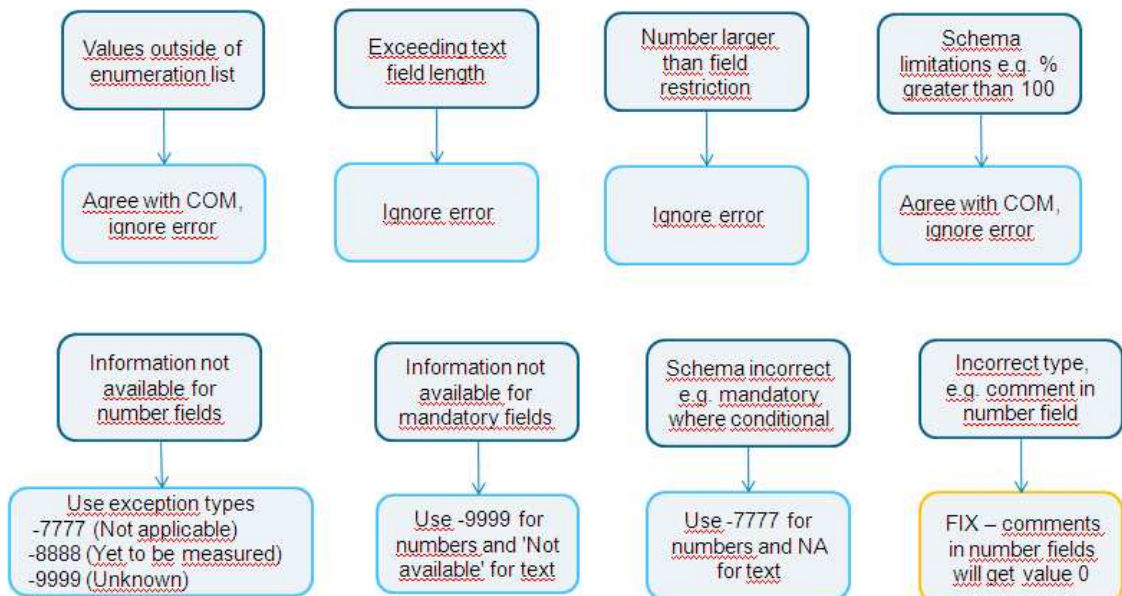 Values outside of
enumeration list
Exceeding text
field length
Number larger
than field
restriction
Schema
limitations e.g. %
greater than 100
Agree with COM,
ignore error
Ignore error
Ignore error
Agree with COM,
ignore error
Information not
available for
number fields
Information not
available for
mandatory fields
Schema incorrect
e.g. mandatory
where conditional
Incorrect type,
e.g. comment in
number field
Use exception types
-7777 (Not applicable)
-8888 (Yet to be measured)
-9999 (Unknown)
Use -9999 for
numbers and 'Not
available' for text
Use -7777 for
numbers and NA
for text
FIX – comments
in number fields
will get value 0